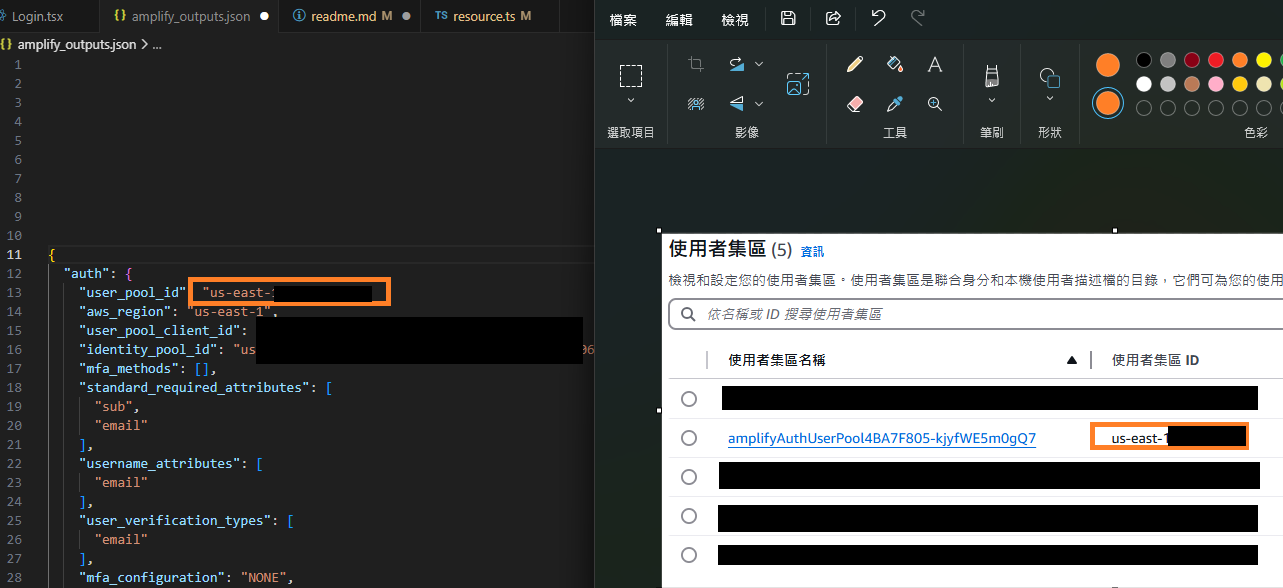 Login.tsx
{} amplify_outputs.json
readme.md M
TS resource.ts M
{} amplify_outputs.json > ...
1
2
3
4
5
6
7
8
9
10
11 {
12 "auth": {
13 "user_pool_id" "us-east-
14 "aws_region": "us-east-1",
15 "user_pool_client_id":
16 "identity_pool_id": "us 06
17 "mfa_methods": [],
18 "standard_required_attributes": [
19 "sub",
20 "email"
21 ],
22 "username_attributes": [
23 "email"
24 ],
25 "user_verification_types": [
26 "email"
27 ],
28 "mfa_configuration": "NONE",
檔案 編輯 檢視
選取項目
影像
工具
筆刷
形狀
色彩
使用者集區 (5) 資訊
檢視和設定您的使用者集區。使用者集區是聯合身分和本機使用者描述檔的目錄，它們可為您的使用
依名稱或 ID 搜尋使用者集區
使用者集區名稱 ▲ 使用者集區 ID
amplifyAuthUserPool4BA7F805-kjyfWE5m0gQ7 us-east-1